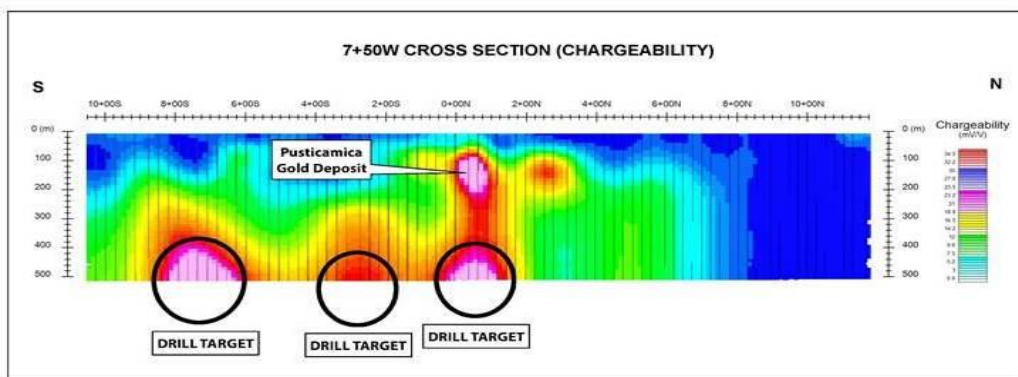 7+50W CROSS SECTION (CHARGEABILITY)
S
N
10+00S 8+00S 6+00S 4+00S 2+00S 0+00N 2+00N 4+00N 6+00N 8+00N 10+00N
0 (m)
100
200
300
400
500
Pusticamica
Gold Deposit
0 (m)
100
200
300
400
500
Chargeability
(mV/V)
DRILL TARGET
DRILL TARGET
DRILL TARGET